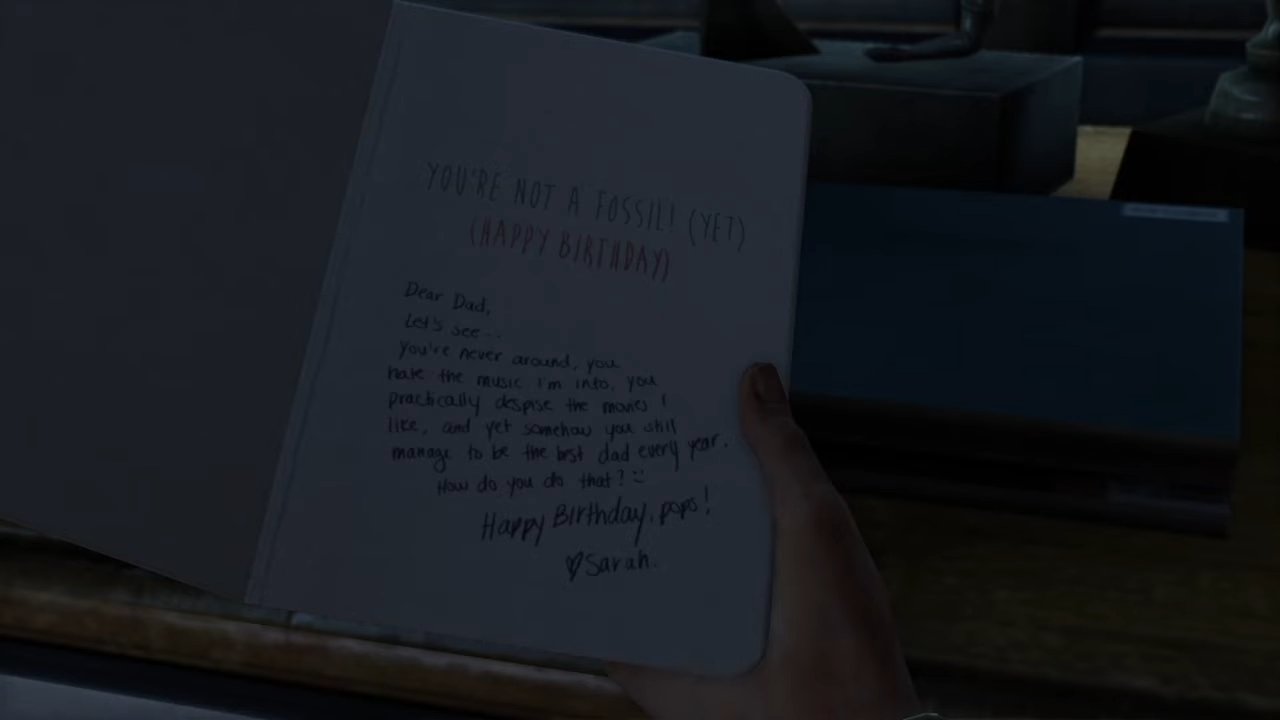 YOU'RE NOT A FOSSIL! (YET)
(HAPPY BIRTHDAY)
Dear Dad,
Let's see..
You're never around, you
hate the music I'm into, you
practically despise the movies I
like, and yet somehow you still
manage to be the best dad every year.
How do you do that? :)
Happy Birthday, pops!
♡Sarah.